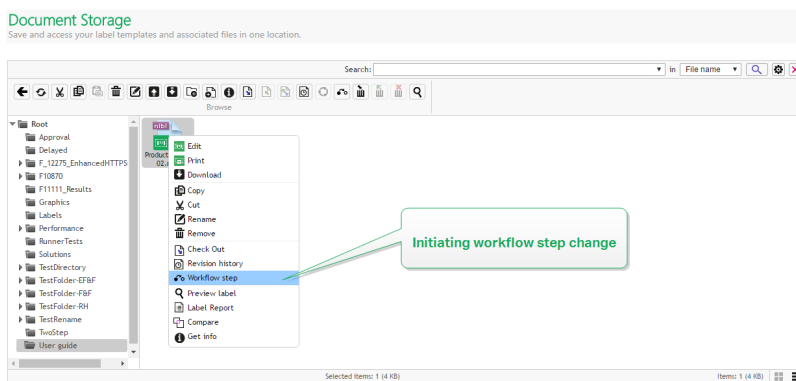 Document Storage
Save and access your label templates and associated files in one location.
Search: in File name
Browse
Root
Approval
Delayed
F_12275_EnhancedHTTPS
F10870
F11111_Results
Graphics
Labels
Performance
RunnerTests
Solutions
TestDirectory
TestFolder-EF&F
TestFolder-F&F
TestFolder-RH
TestRename
TwoStep
User guide
nlbl
Product
02.
Edit
Print
Download
Copy
Cut
Rename
Remove
Check Out
Revision history
Workflow step
Preview label
Label Report
Compare
Get info
Initiating workflow step change
Selected items: 1 (4 KB)
Items: 1 (4 KB)